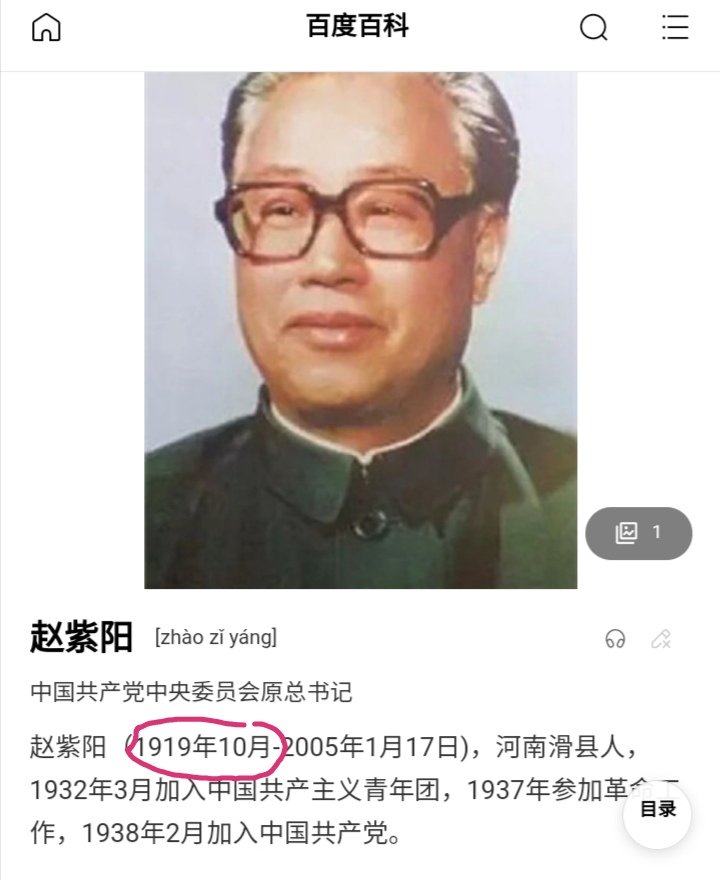 百度百科
1
赵紫阳 [zhào zǐ yáng]
中国共产党中央委员会原总书记
赵紫阳（1919年10月-2005年1月17日)，河南滑县人，
1932年3月加入中国共产主义青年团，1937年参加革命工
作，1938年2月加入中国共产党。
目录